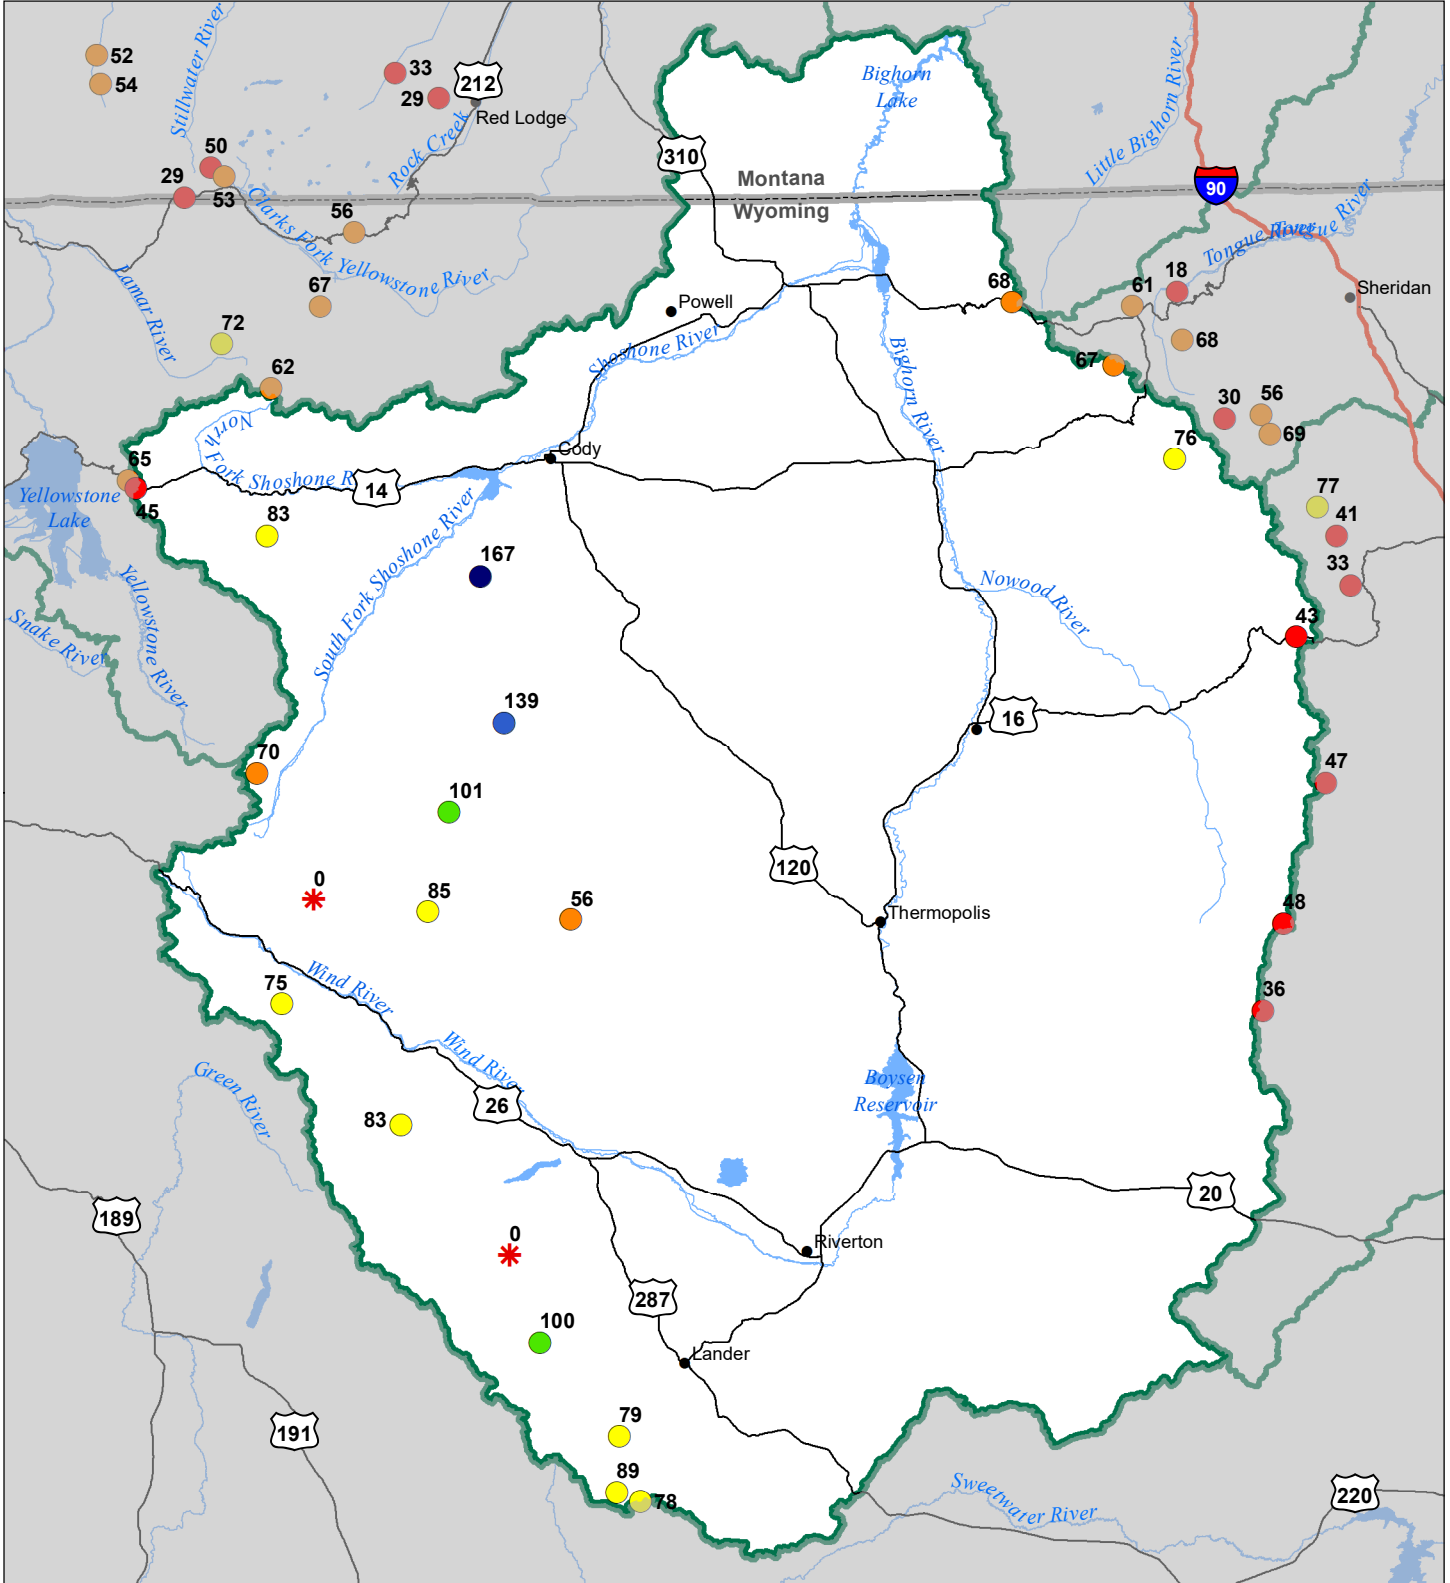 52
54
Stillwater River
33
29
212
Red Lodge
Rock Creek
Bighorn
Lake
Little Bighorn River
310
50
29
53
Montana
Wyoming
90
Clarks Fork Yellowstone River
56
Tongue River
Tongue River
Lamar River
67
72
62
Powell
Shoshone River
68
61
18
Sheridan
68
67
Bighorn River
30
56
69
76
North
Fork Shoshone R
14
Cody
65
45
Yellowstone
Lake
83
South Fork Shoshone River
167
77
41
33
43
Nowood River
Yellowstone River
Snake River
139
16
70
47
101
120
0
85
56
Thermopolis
48
75
Wind River
36
Wind River
Green River
Boysen
Reservoir
26
83
189
20
0
Riverton
287
100
Lander
191
79
89
78
Sweetwater River
220